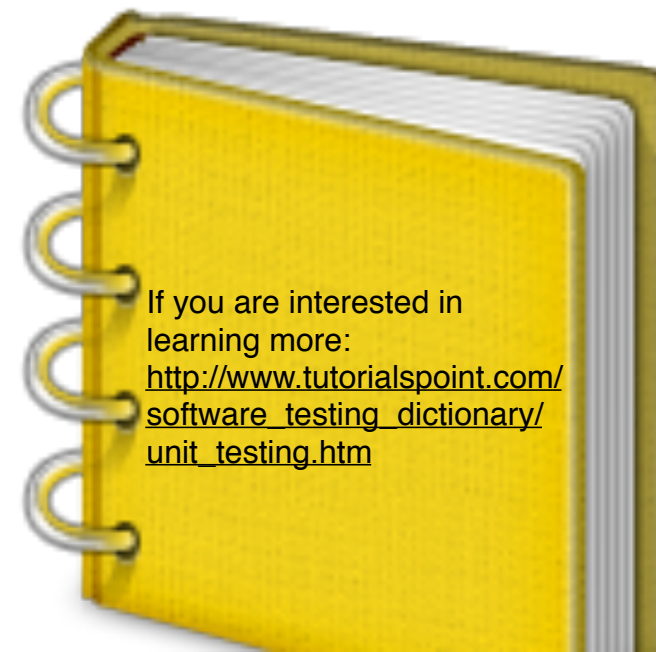 If you are interested in
learning more:
http://www.tutorialspoint.com/
software_testing_dictionary/
unit_testing.htm